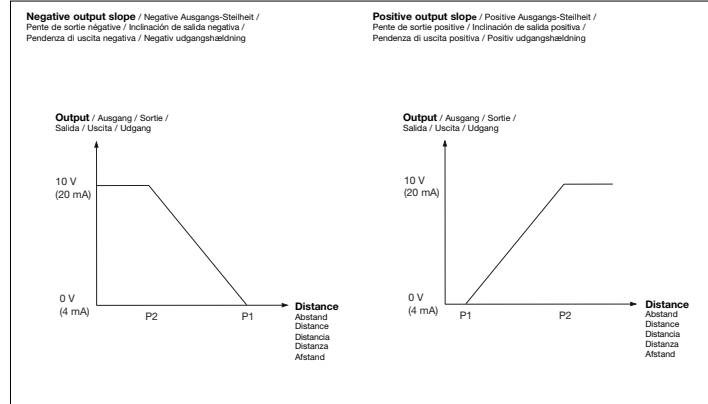 Negative output slope / Negative Ausgangs-Steilheit /
Pente de sortie négative / Inclinación de salida negativa /
Pendenza di uscita negativa / Negativ udgangshældning
Output / Ausgang / Sortie /
Salida / Uscita / Udgang
10 V
(20 mA)
0 V
(4 mA)
P2
P1
Distance
Abstand
Distance
Distancia
Distanza
Afstand
Positive output slope / Positive Ausgangs-Steilheit /
Pente de sortie positive / Inclinación de salida positiva /
Pendenza di uscita positiva / Positiv udgangshældning
Output / Ausgang / Sortie /
Salida / Uscita / Udgang
10 V
(20 mA)
0 V
(4 mA)
P1
P2
Distance
Abstand
Distance
Distancia
Distanza
Afstand